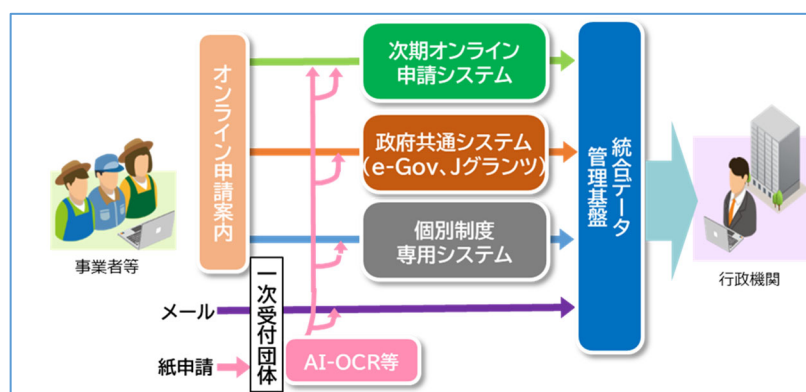 オンライン申請案内
次期オンライン
申請システム
政府共通システム
(e-Gov、Jグランツ)
個別制度
専用システム
統合データ
管理基盤
事業者等
行政機関
メール
紙申請
一次受付団体
AI-OCR等